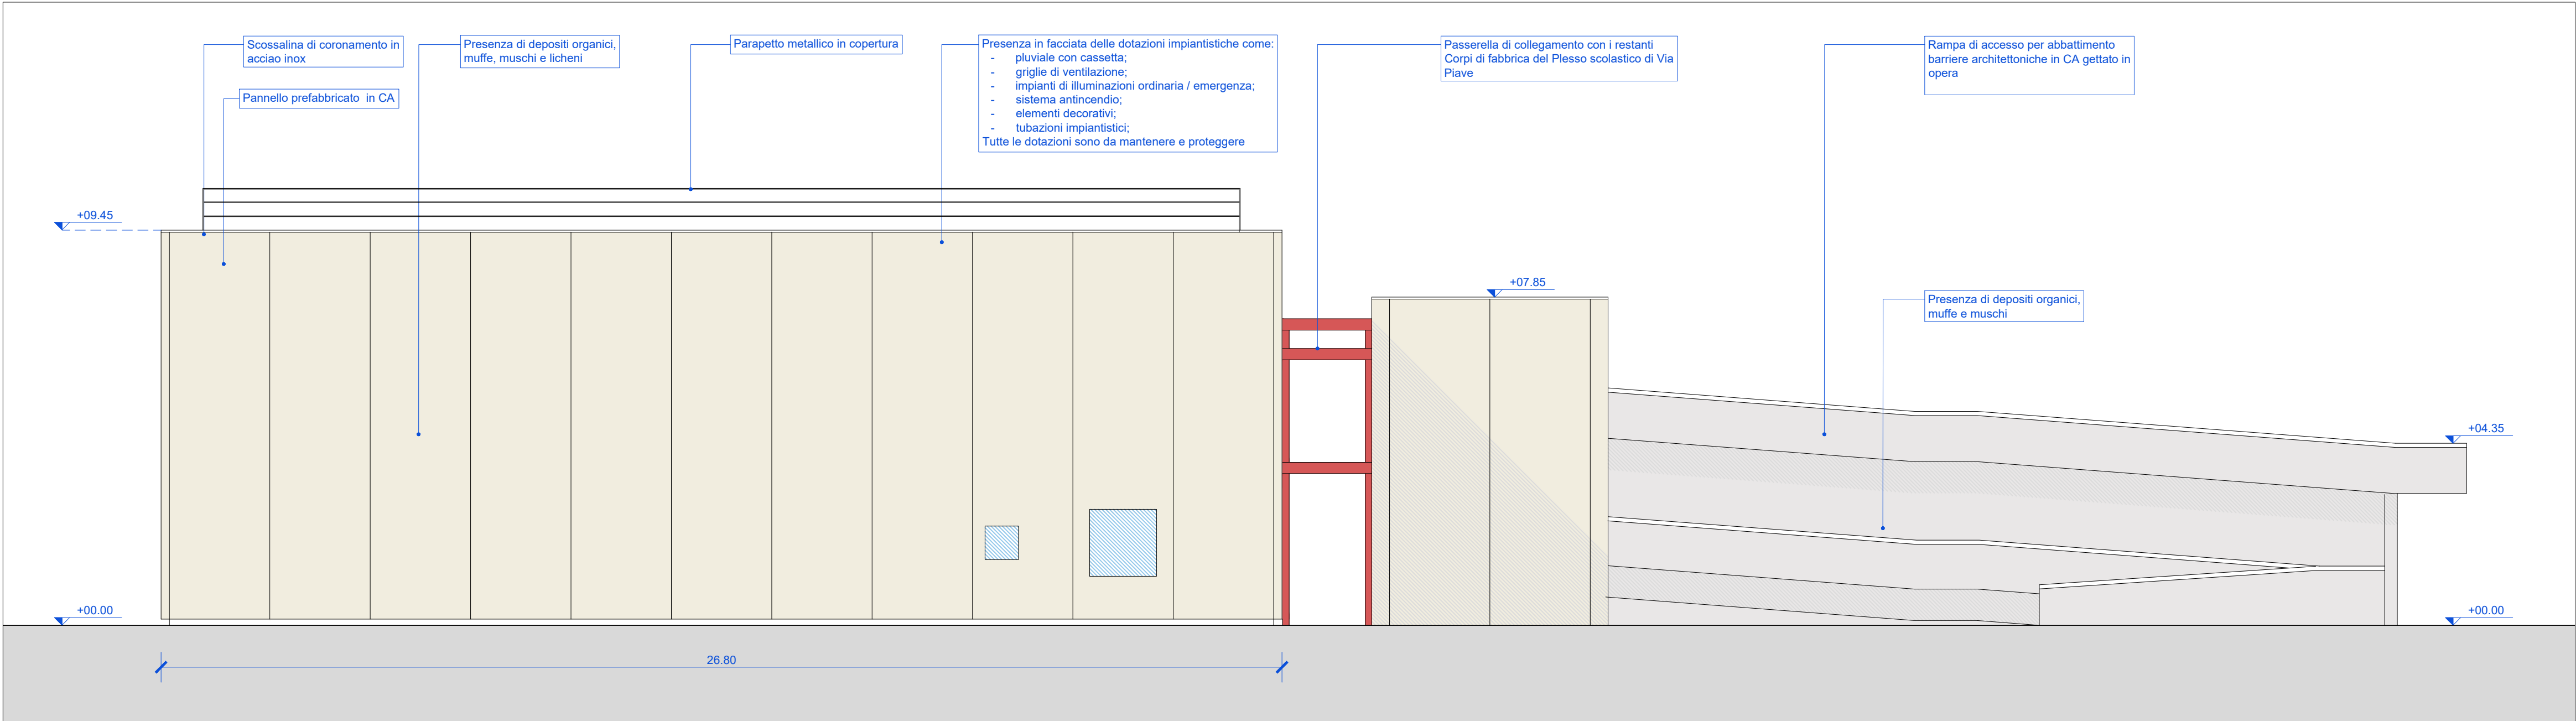 Scossalina di coronamento in
acciao inox
Pannello prefabbricato in CA
Presenza di depositi organici,
muffe, muschi e licheni
Parapetto metallico in copertura
Presenza in facciata delle dotazioni impiantistiche come:
- pluviale con cassetta;
- griglie di ventilazione;
- impianti di illuminazioni ordinaria / emergenza;
- sistema antincendio;
- elementi decorativi;
- tubazioni impiantistici;
Tutte le dotazioni sono da mantenere e proteggere
Passerella di collegamento con i restanti
Corpi di fabbrica del Plesso scolastico di Via
Piave
Rampa di accesso per abbattimento
barriere architettoniche in CA gettato in
opera
+09.45
+07.85
Presenza di depositi organici,
muffe e muschi
+04.35
+00.00
+00.00
26.80